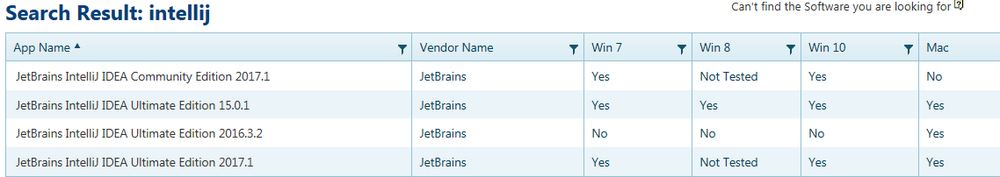 Search Result: intellij
Can't find the Software you are looking for ?
App Name Vendor Name Win 7 Win 8 Win 10 Mac
JetBrains IntelliJ IDEA Community Edition 2017.1 JetBrains Yes Not Tested Yes No
JetBrains IntelliJ IDEA Ultimate Edition 15.0.1 JetBrains Yes Yes Yes Yes
JetBrains IntelliJ IDEA Ultimate Edition 2016.3.2 JetBrains No No No Yes
JetBrains IntelliJ IDEA Ultimate Edition 2017.1 JetBrains Yes Not Tested Yes Yes